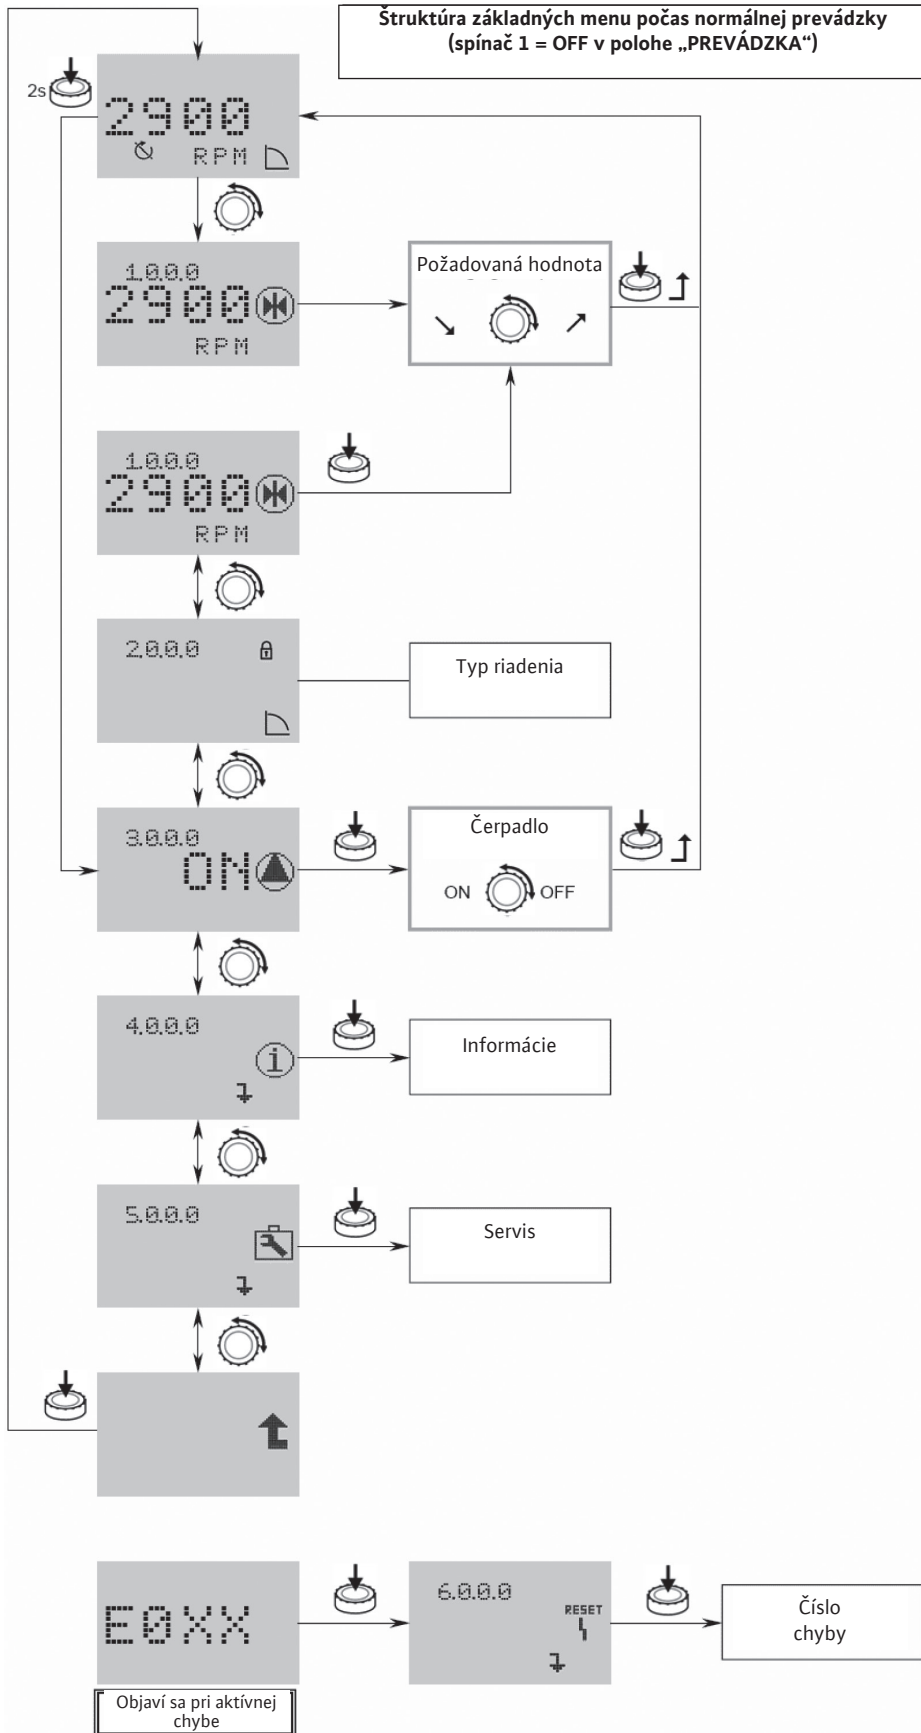 Štruktúra základných menu počas normálnej prevádzky
(spínač 1 = OFF v polohe „PREVÁDZKA“)
2s
2900
RPM
1.0.0.0
2900
RPM
Požadovaná hodnota
1.0.0.0
2900
RPM
2.0.0.0
Typ riadenia
3.0.0.0
ON
Čerpadlo
ON OFF
4.0.0.0
i
Informácie
5.0.0.0
Servis
E0XX
6.0.0.0
RESET
Číslo
chyby
Objaví sa pri aktívnej
chybe